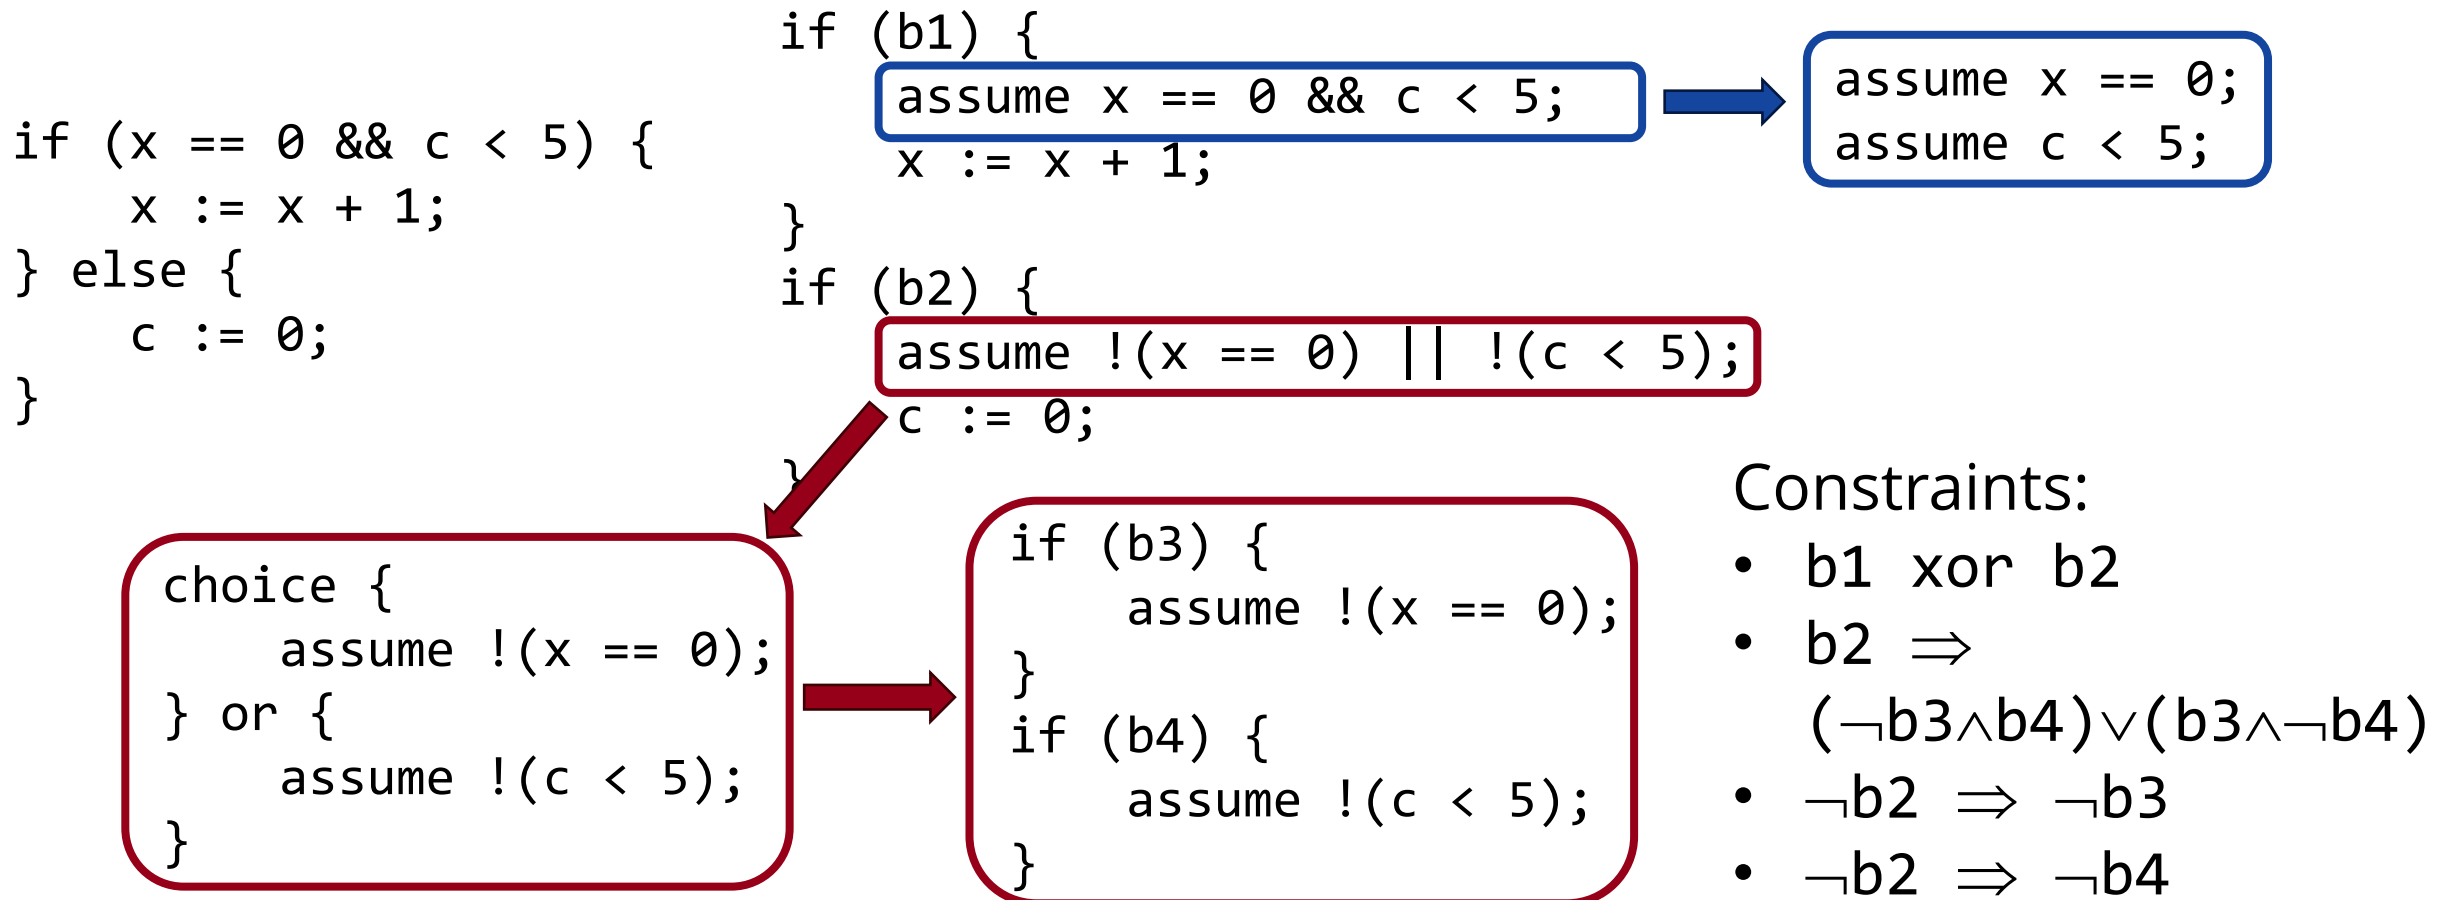 if (x == 0 && c < 5) {
    x := x + 1;
} else {
    c := 0;
}
if (b1) {
    assume x == 0 && c < 5;
    x := x + 1;
}
if (b2) {
    assume !(x == 0) || !(c < 5);
    c := 0;
}
assume x == 0;
assume c < 5;
choice {
    assume !(x == 0);
} or {
    assume !(c < 5);
}
if (b3) {
    assume !(x == 0);
}
if (b4) {
    assume !(c < 5);
}
Constraints:
• b1 xor b2
• b2 ⇒
(¬b3∧b4)∨(b3∧¬b4)
• ¬b2 ⇒ ¬b3
• ¬b2 ⇒ ¬b4